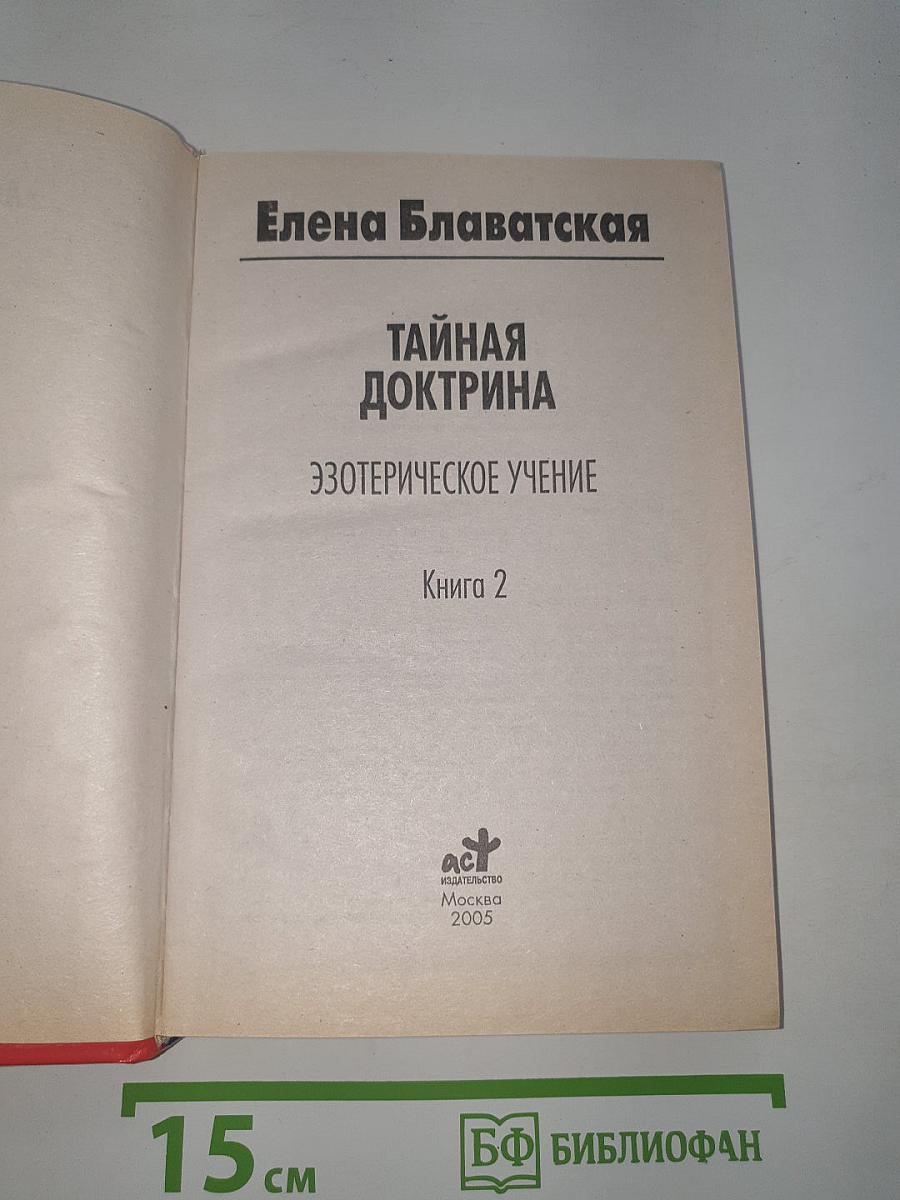 Елена Блаватская
ТАЙНАЯ
ДОКТРИНА
ЭЗОТЕРИЧЕСКОЕ УЧЕНИЕ
Книга 2
аст
ИЗДАТЕЛЬСТВО
Москва
2005
15 см
БФ БИБЛИОФАН